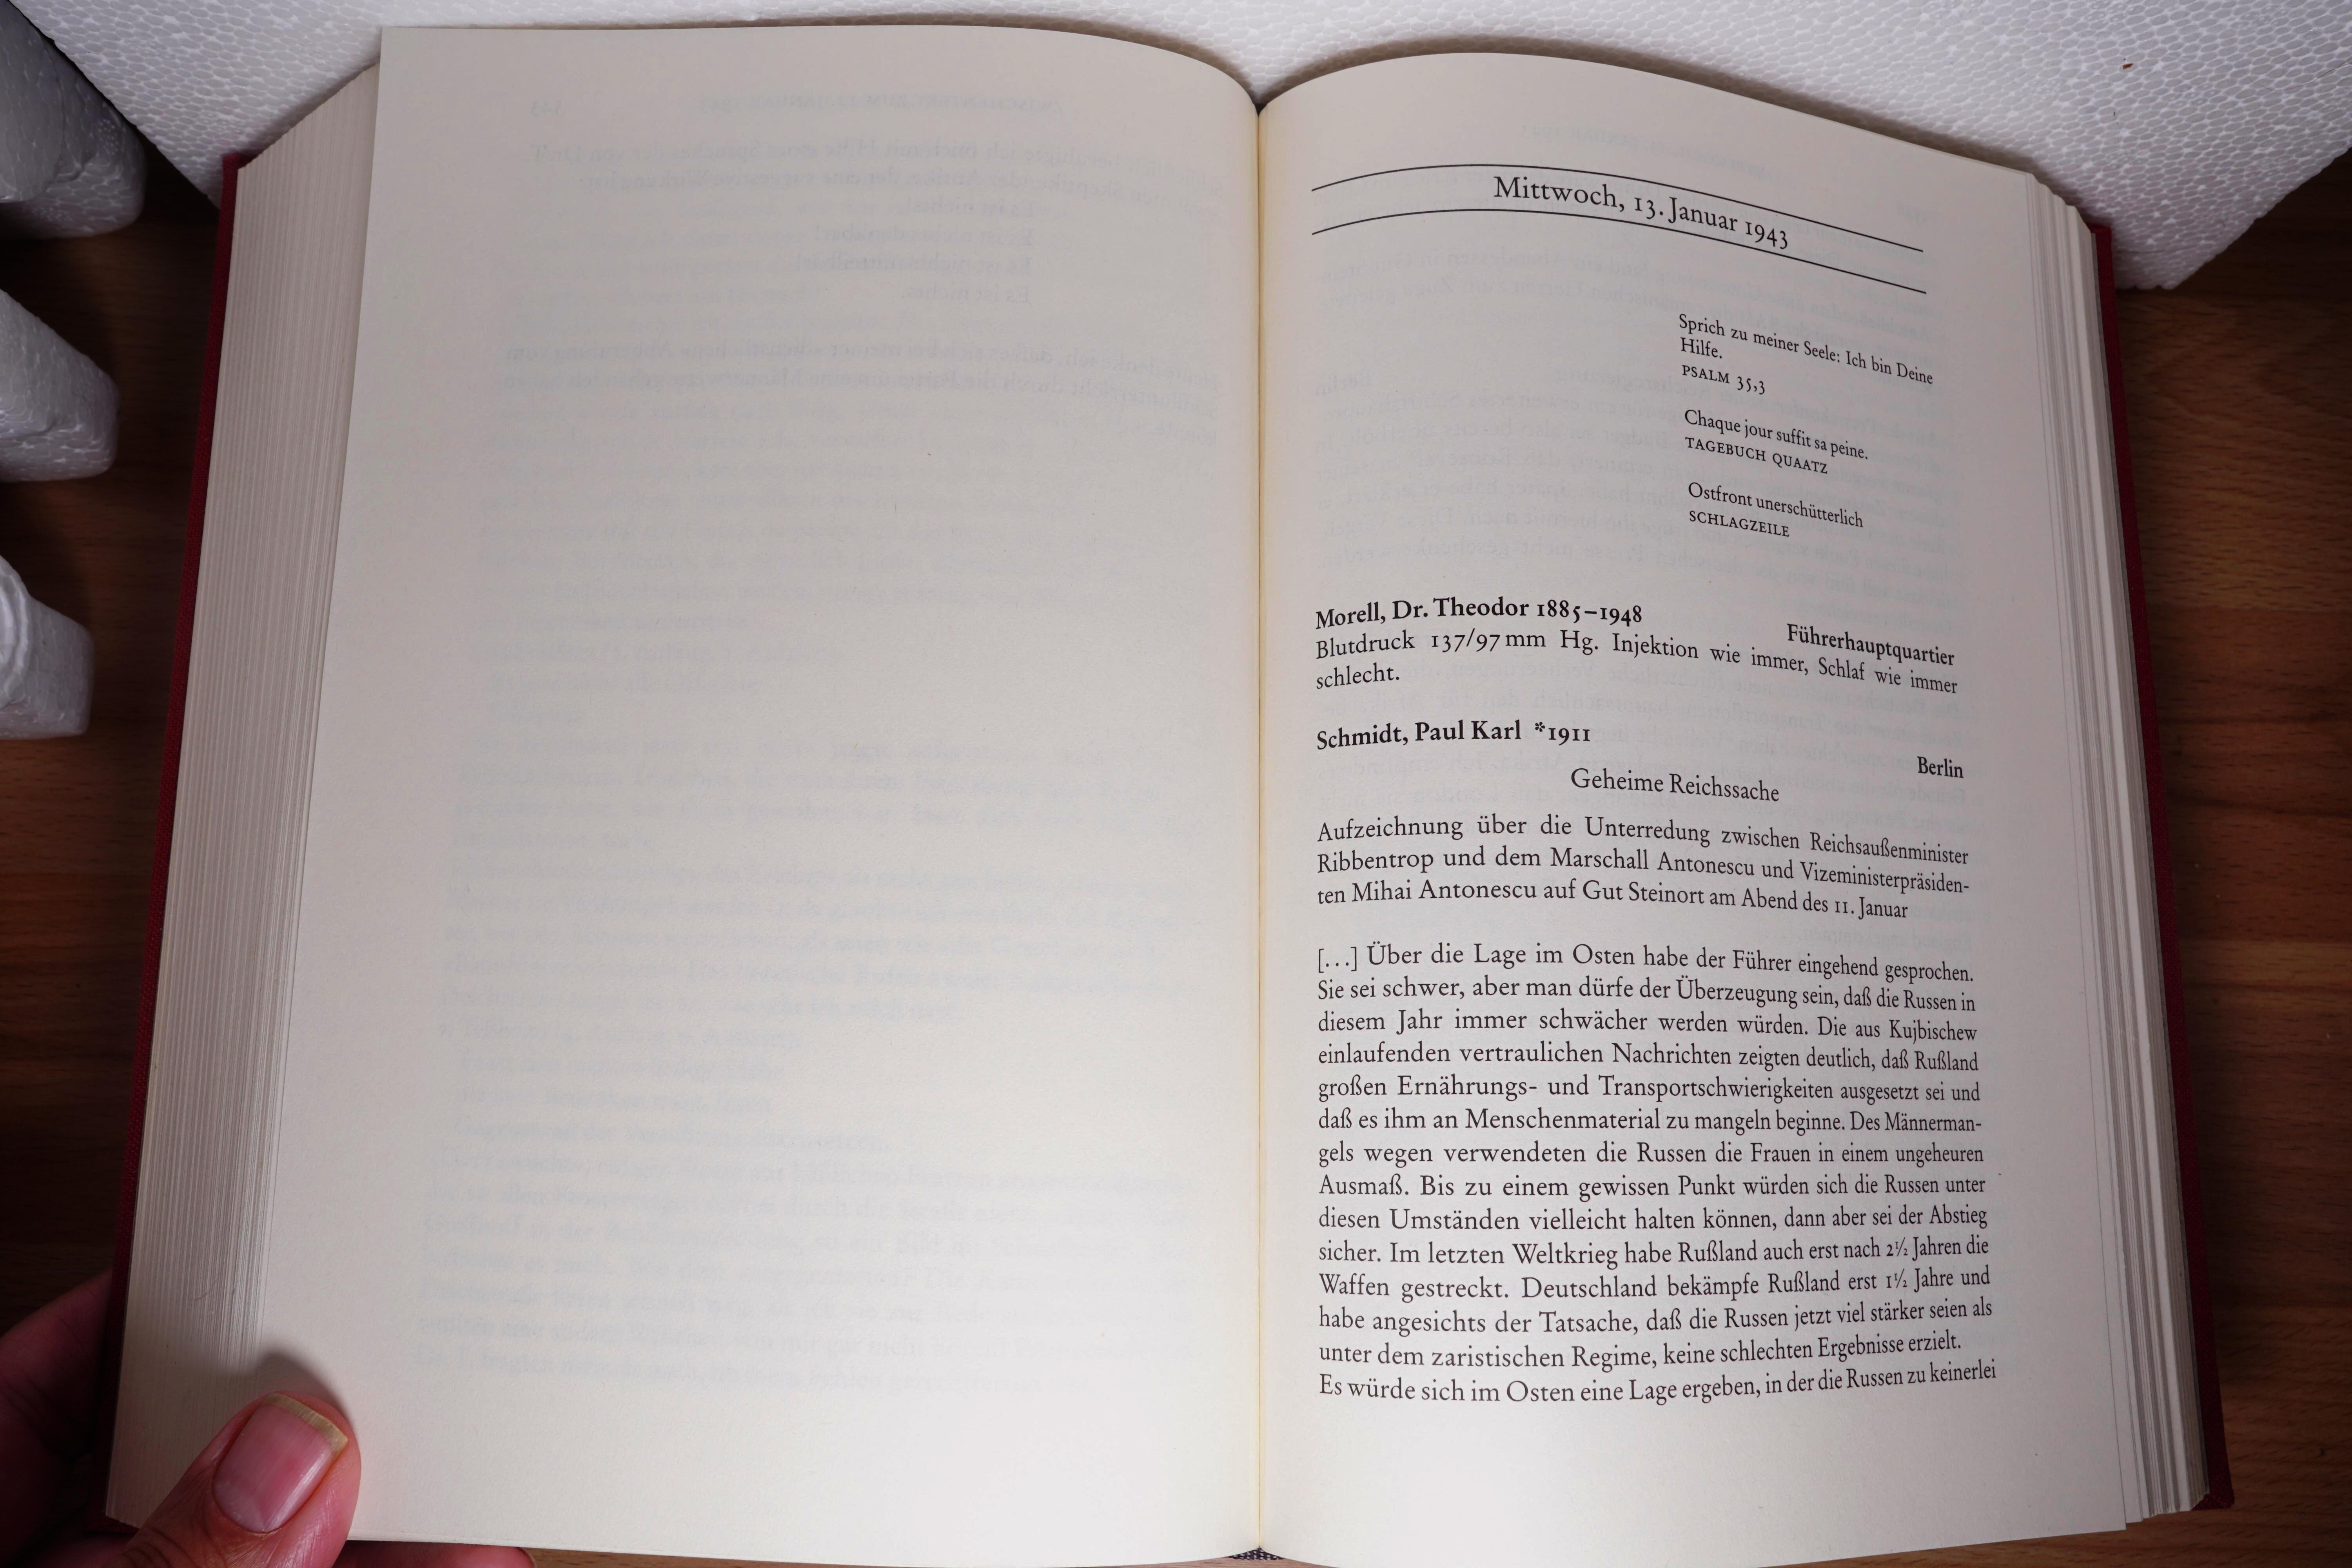 Mittwoch, 13. Januar 1943
Sprich zu meiner Seele: Ich bin Deine
Hilfe.
PSALM 35,3
Chaque jour suffit sa peine.
TAGEBUCH QUAATZ
Ostfront unerschütterlich
SCHLAGZEILE
Morell, Dr. Theodor 1885–1948
Führerhauptquartier
Blutdruck 137/97 mm Hg. Injektion wie immer, Schlaf wie immer
schlecht.
Schmidt, Paul Karl *1911
Berlin
Geheime Reichssache
Aufzeichnung über die Unterredung zwischen Reichsaußenminister
Ribbentrop und dem Marschall Antonescu und Vizeministerpräsiden-
ten Mihai Antonescu auf Gut Steinort am Abend des 11. Januar
[...] Über die Lage im Osten habe der Führer eingehend gesprochen.
Sie sei schwer, aber man dürfe der Überzeugung sein, daß die Russen in
diesem Jahr immer schwächer werden würden. Die aus Kujbischew
einlaufenden vertraulichen Nachrichten zeigten deutlich, daß Rußland
großen Ernährungs- und Transportschwierigkeiten ausgesetzt sei und
daß es ihm an Menschenmaterial zu mangeln beginne. Des Männerman-
gels wegen verwendeten die Russen die Frauen in einem ungeheuren
Ausmaß. Bis zu einem gewissen Punkt würden sich die Russen unter
diesen Umständen vielleicht halten können, dann aber sei der Abstieg
sicher. Im letzten Weltkrieg habe Rußland auch erst nach 2½ Jahren die
Waffen gestreckt. Deutschland bekämpfe Rußland erst 1½ Jahre und
habe angesichts der Tatsache, daß die Russen jetzt viel stärker seien als
unter dem zaristischen Regime, keine schlechten Ergebnisse erzielt.
Es würde sich im Osten eine Lage ergeben, in der die Russen zu keinerlei